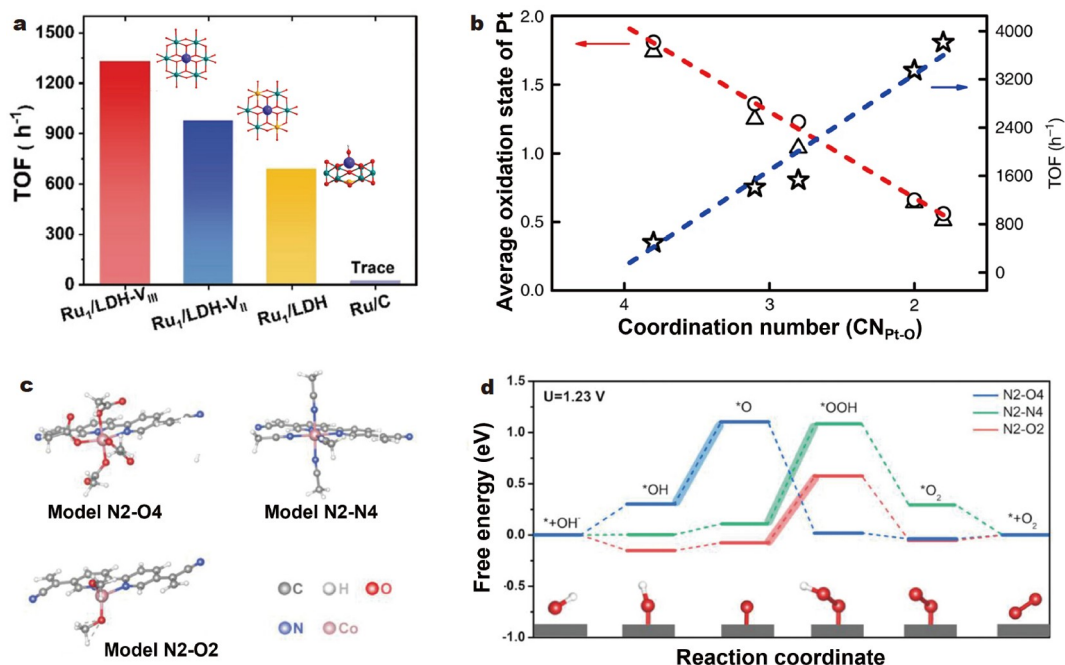 a
TOF ( h⁻¹)
1500
1200
900
600
300
0
Trace
Ru₁/LDH-V_III
Ru₁/LDH-V_II
Ru₁/LDH
Ru/C
b
Average oxidation state of Pt
2.0
1.5
1.0
0.5
0.0
4
3
2
Coordination number (CN_Pt-O)
4000
3200
2400
1600
800
0
TOF (h⁻¹)
c
Model N2-O4
Model N2-N4
Model N2-O2
C H O
N Co
d
Free energy (eV)
1.5
1.0
0.5
0.0
-0.5
-1.0
U=1.23 V
N2-O4
N2-N4
N2-O2
*+OH⁻
*OH
*O
*OOH
*O₂
*+O₂
Reaction coordinate